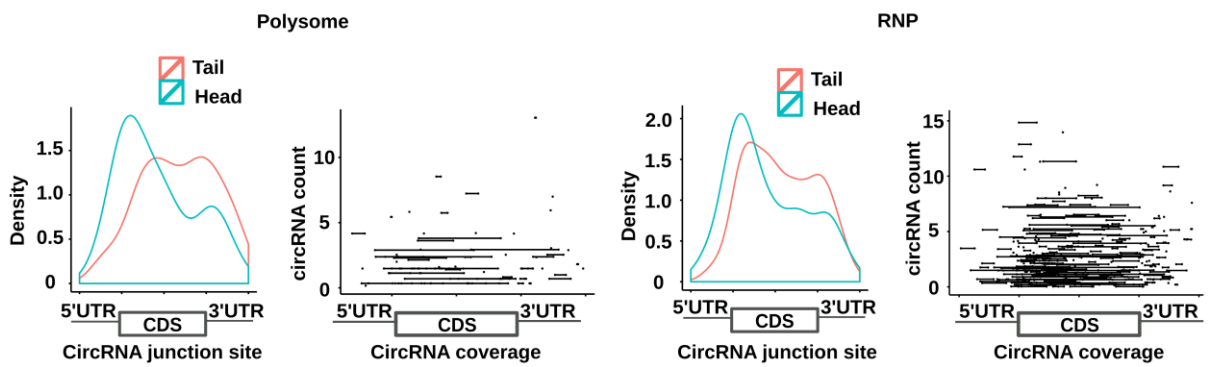 Polysome
RNP
Tail
Head
Density
1.5
1.0
0.5
0
5'UTR
3'UTR
CDS
CircRNA junction site
circRNA count
10
5
0
5'UTR
3'UTR
CDS
CircRNA coverage
Tail
Head
Density
2.0
1.5
1.0
0.5
0.0
5'UTR
3'UTR
CDS
CircRNA junction site
circRNA count
15
10
5
0
5'UTR
3'UTR
CDS
CircRNA coverage